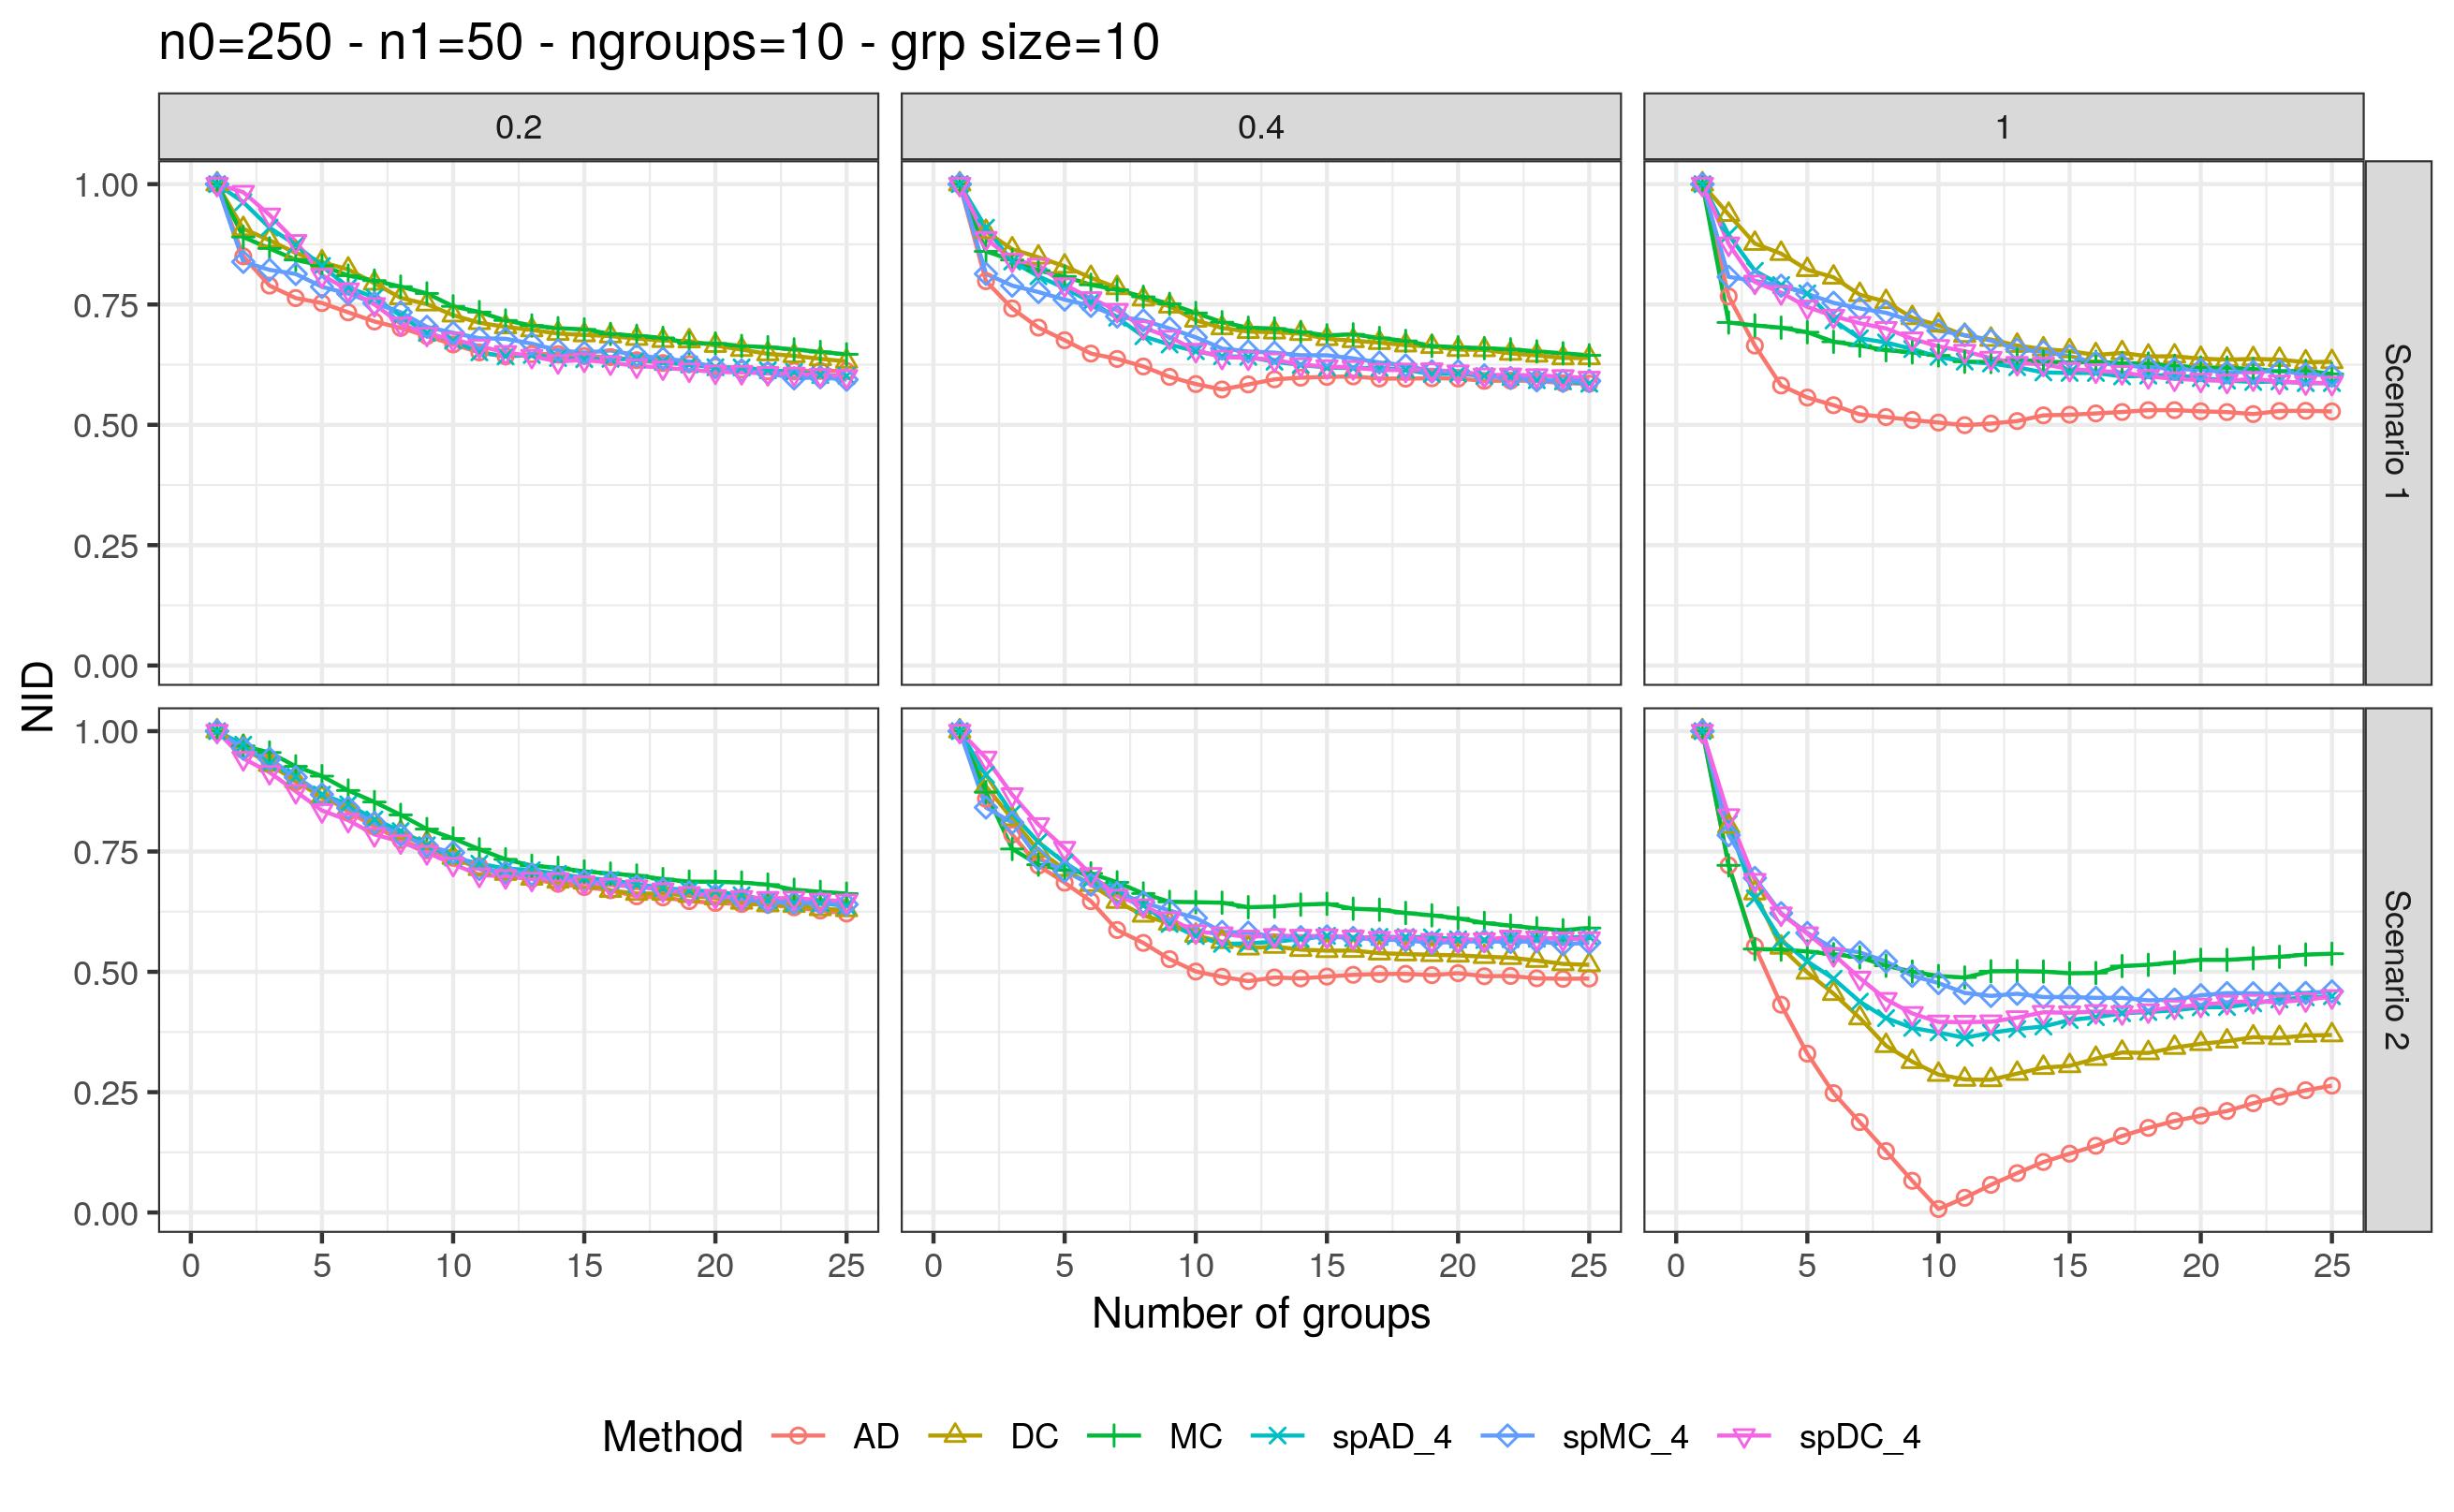 n0=250 - n1=50 - ngroups=10 - grp size=10
0.2 0.4 1
1.00
0.75
0.50
0.25
0.00
Scenario 1
NID
1.00
0.75
0.50
0.25
0.00
Scenario 2
0 5 10 15 20 25 0 5 10 15 20 25 0 5 10 15 20 25
Number of groups
Method AD DC MC spAD_4 spMC_4 spDC_4